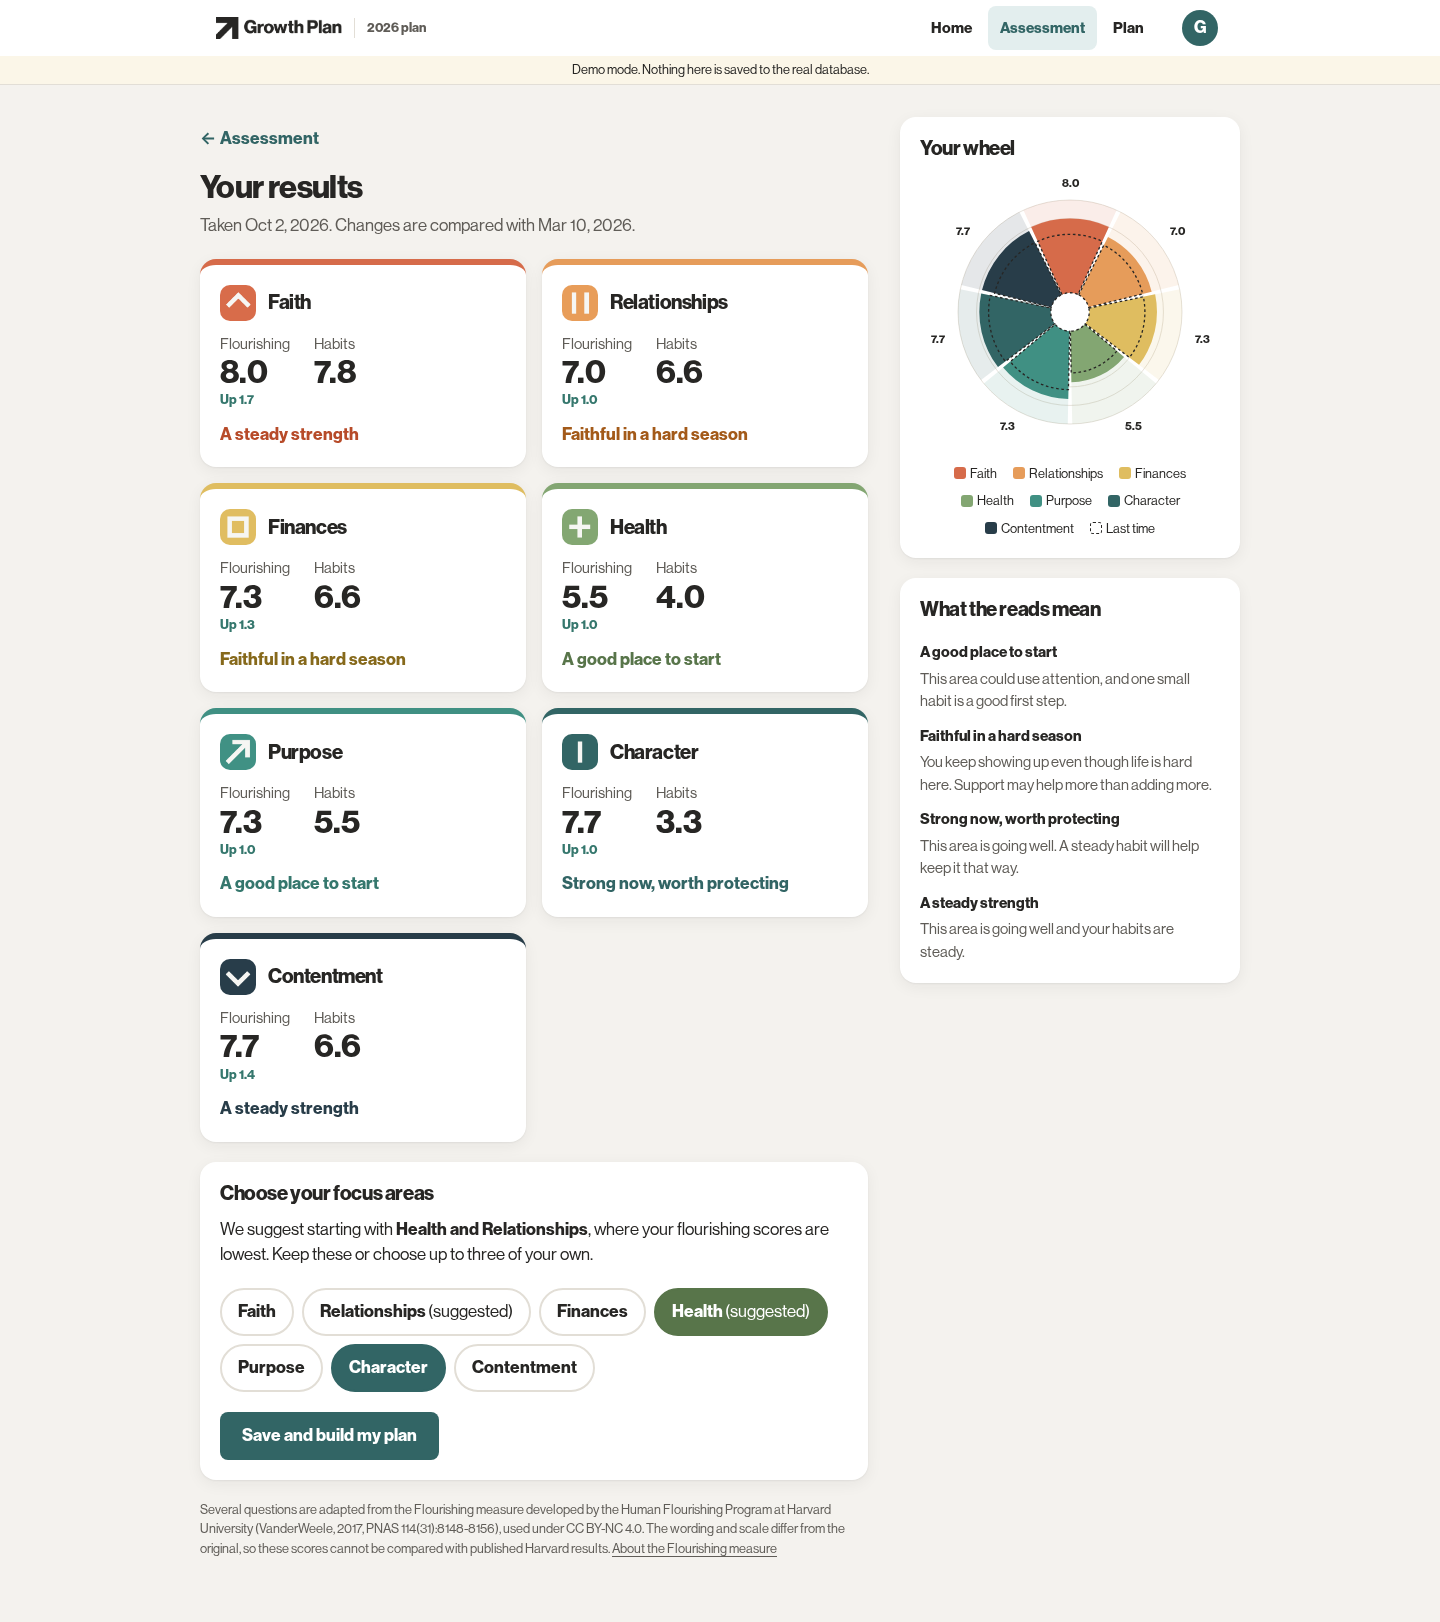 Growth Plan
2026 plan
Home
Assessment
Plan
G
Demo mode. Nothing here is saved to the real database.
← Assessment
Your results
Taken Oct 2, 2026. Changes are compared with Mar 10, 2026.
Faith
Flourishing
Habits
8.0
7.8
Up 1.7
A steady strength
Relationships
Flourishing
Habits
7.0
6.6
Up 1.0
Faithful in a hard season
Finances
Flourishing
Habits
7.3
6.6
Up 1.3
Faithful in a hard season
Health
Flourishing
Habits
5.5
4.0
Up 1.0
A good place to start
Purpose
Flourishing
Habits
7.3
5.5
Up 1.0
A good place to start
Character
Flourishing
Habits
7.7
3.3
Up 1.0
Strong now, worth protecting
Contentment
Flourishing
Habits
7.7
6.6
Up 1.4
A steady strength
Choose your focus areas
We suggest starting with Health and Relationships, where your flourishing scores are
lowest. Keep these or choose up to three of your own.
Faith
Relationships (suggested)
Finances
Health (suggested)
Purpose
Character
Contentment
Save and build my plan
Several questions are adapted from the Flourishing measure developed by the Human Flourishing Program at Harvard
University (VanderWeele, 2017, PNAS 114(31):8148-8156), used under CC BY-NC 4.0. The wording and scale differ from the
original, so these scores cannot be compared with published Harvard results. About the Flourishing measure
Your wheel
8.0
7.7
7.0
7.7
7.3
7.3
5.5
Faith
Relationships
Finances
Health
Purpose
Character
Contentment
Last time
What the reads mean
A good place to start
This area could use attention, and one small
habit is a good first step.
Faithful in a hard season
You keep showing up even though life is hard
here. Support may help more than adding more.
Strong now, worth protecting
This area is going well. A steady habit will help
keep it that way.
A steady strength
This area is going well and your habits are
steady.